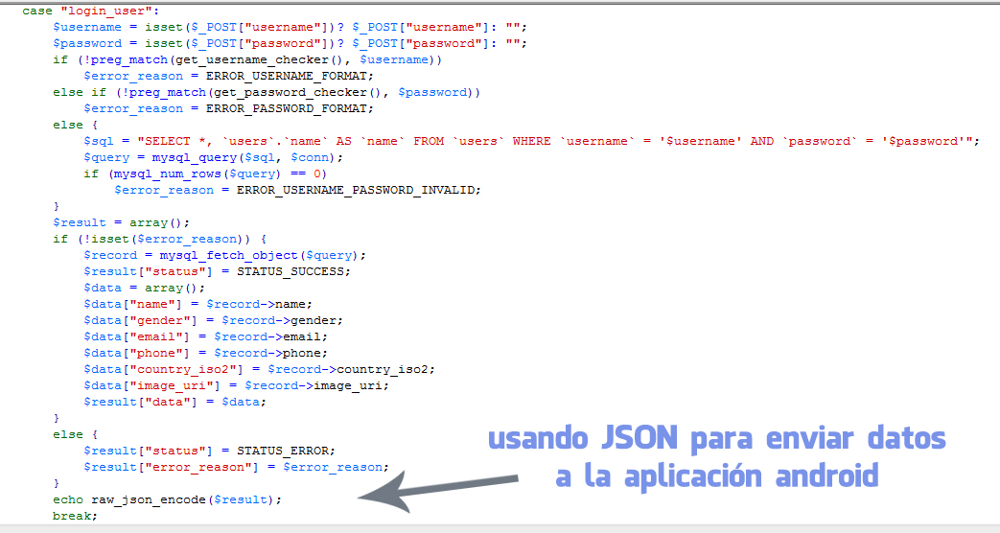 case "login_user":
$username = isset($_POST["username"])? $_POST["username"]: "";
$password = isset($_POST["password"])? $_POST["password"]: "";
if (!preg_match(get_username_checker(), $username))
$error_reason = ERROR_USERNAME_FORMAT;
else if (!preg_match(get_password_checker(), $password))
$error_reason = ERROR_PASSWORD_FORMAT;
else {
$sql = "SELECT *, `users`.`name` AS `name` FROM `users` WHERE `username` = '$username' AND `password` = '$password'";
$query = mysql_query($sql, $conn);
if (mysql_num_rows($query) == 0)
$error_reason = ERROR_USERNAME_PASSWORD_INVALID;
}
$result = array();
if (!isset($error_reason)) {
$record = mysql_fetch_object($query);
$result["status"] = STATUS_SUCCESS;
$data = array();
$data["name"] = $record->name;
$data["gender"] = $record->gender;
$data["email"] = $record->email;
$data["phone"] = $record->phone;
$data["country_iso2"] = $record->country_iso2;
$data["image_uri"] = $record->image_uri;
$result["data"] = $data;
}
else {
$result["status"] = STATUS_ERROR;
$result["error_reason"] = $error_reason;
}
echo raw_json_encode($result);
break;
usando JSON para enviar datos
a la aplicación android